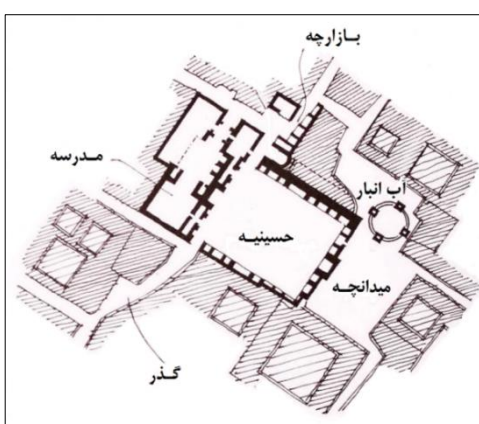 بازارچه
مدرسه
آب انبار
حسینیه
میدانچه
گذر